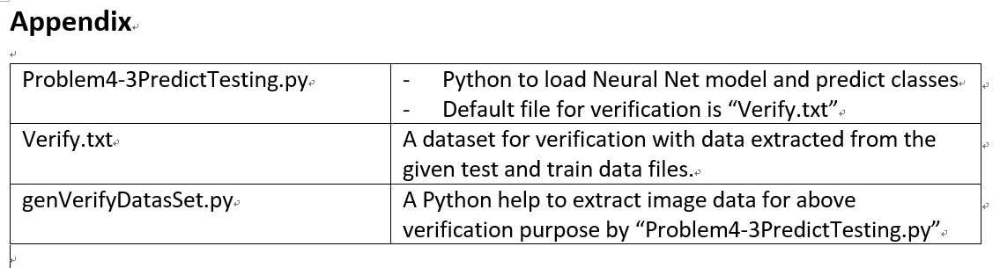 Appendix
Problem4-3PredictTesting.py
- Python to load Neural Net model and predict classes
- Default file for verification is “Verify.txt”
Verify.txt
A dataset for verification with data extracted from the
given test and train data files.
genVerifyDatasSet.py
A Python help to extract image data for above
verification purpose by “Problem4-3PredictTesting.py”